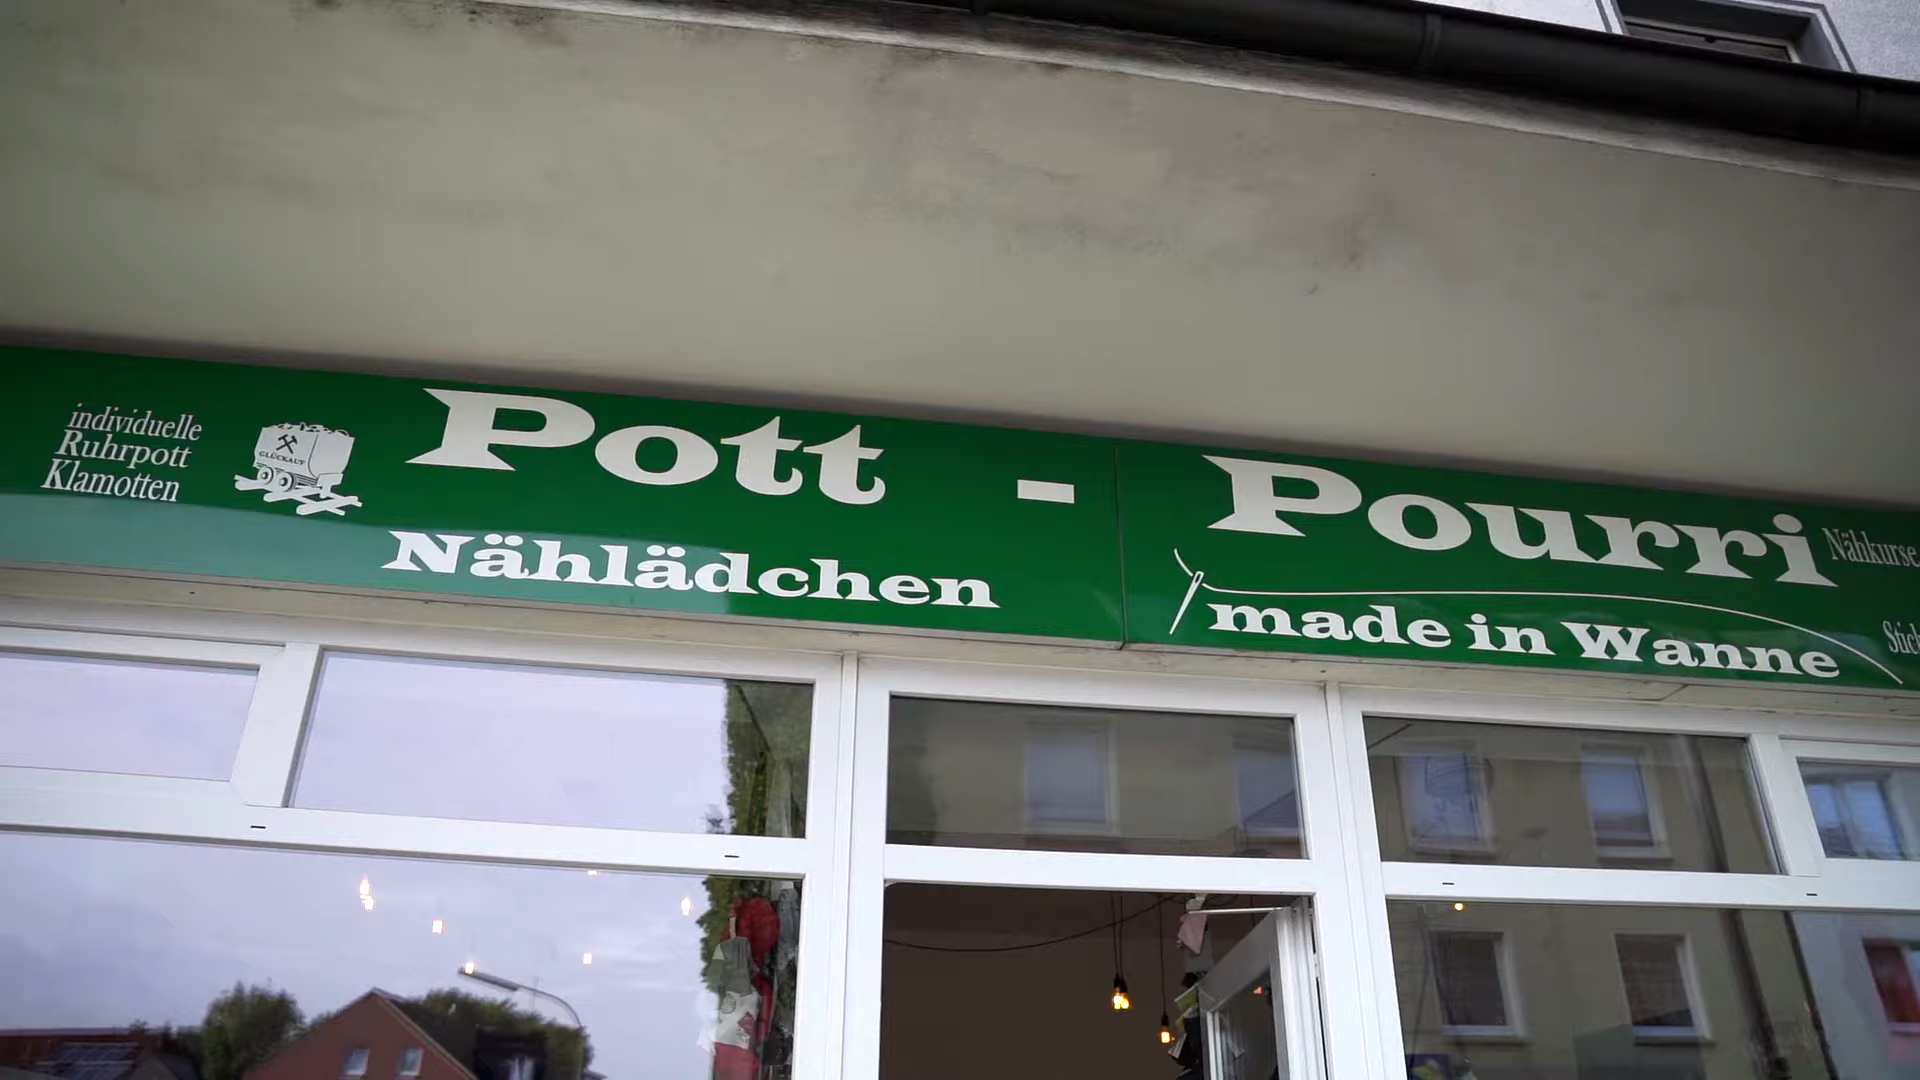 individuelle
Ruhrpott
Klamotten
GLÜCKAUF
Pott - Pourri
Nählädchen
made in Wanne
Nähkurse